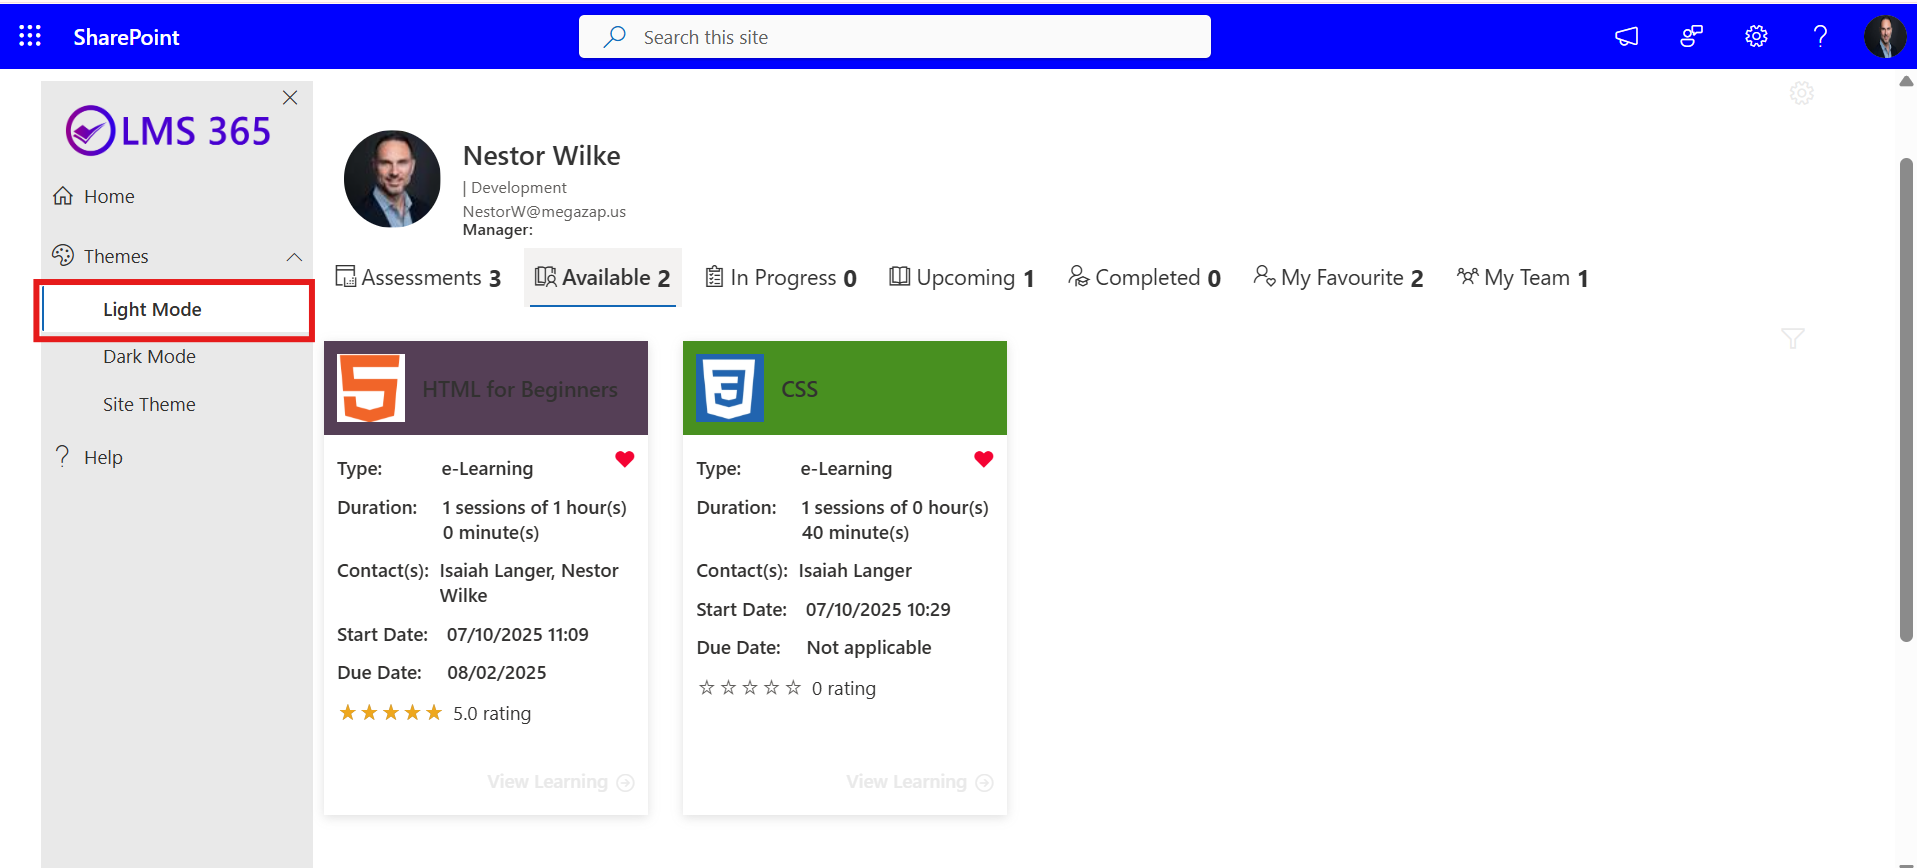 SharePoint
Search this site
LMS 365
Home
Themes
Light Mode
Dark Mode
Site Theme
Help
Nestor Wilke
| Development
NestorW@megazap.us
Manager:
Assessments 3
Available 2
In Progress 0
Upcoming 1
Completed 0
My Favourite 2
My Team 1
HTML for Beginners
Type: e-Learning
Duration: 1 sessions of 1 hour(s)
0 minute(s)
Contact(s): Isaiah Langer, Nestor
Wilke
Start Date: 07/10/2025 11:09
Due Date: 08/02/2025
5.0 rating
View Learning
CSS
Type: e-Learning
Duration: 1 sessions of 0 hour(s)
40 minute(s)
Contact(s): Isaiah Langer
Start Date: 07/10/2025 10:29
Due Date: Not applicable
0 rating
View Learning